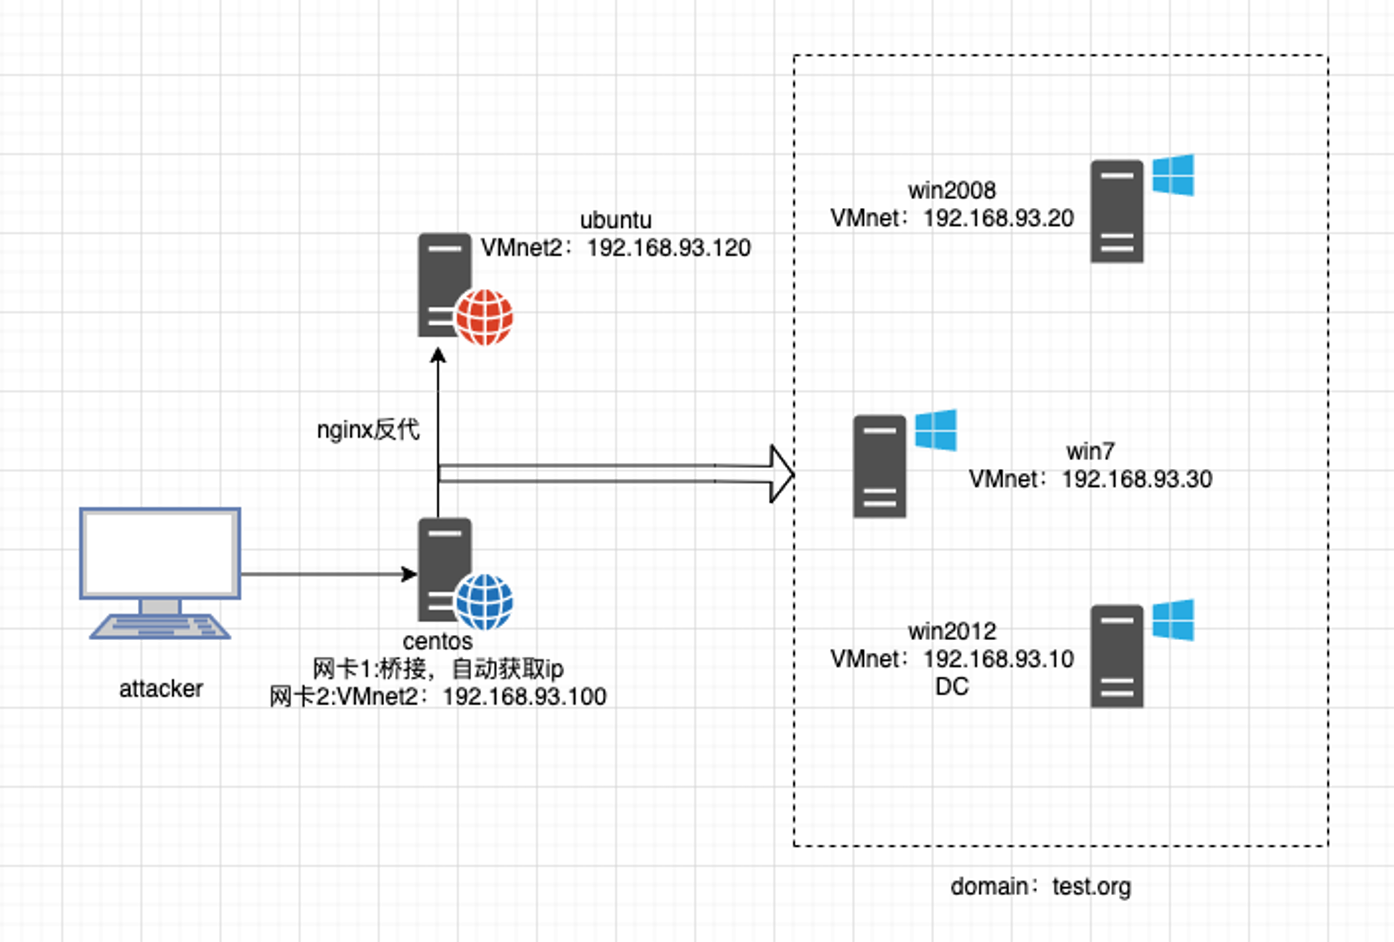 ubuntu
VMnet2：192.168.93.120
win2008
VMnet：192.168.93.20
nginx反代
win7
VMnet：192.168.93.30
attacker
centos
网卡1:桥接，自动获取ip
网卡2:VMnet2：192.168.93.100
win2012
VMnet：192.168.93.10
DC
domain：test.org